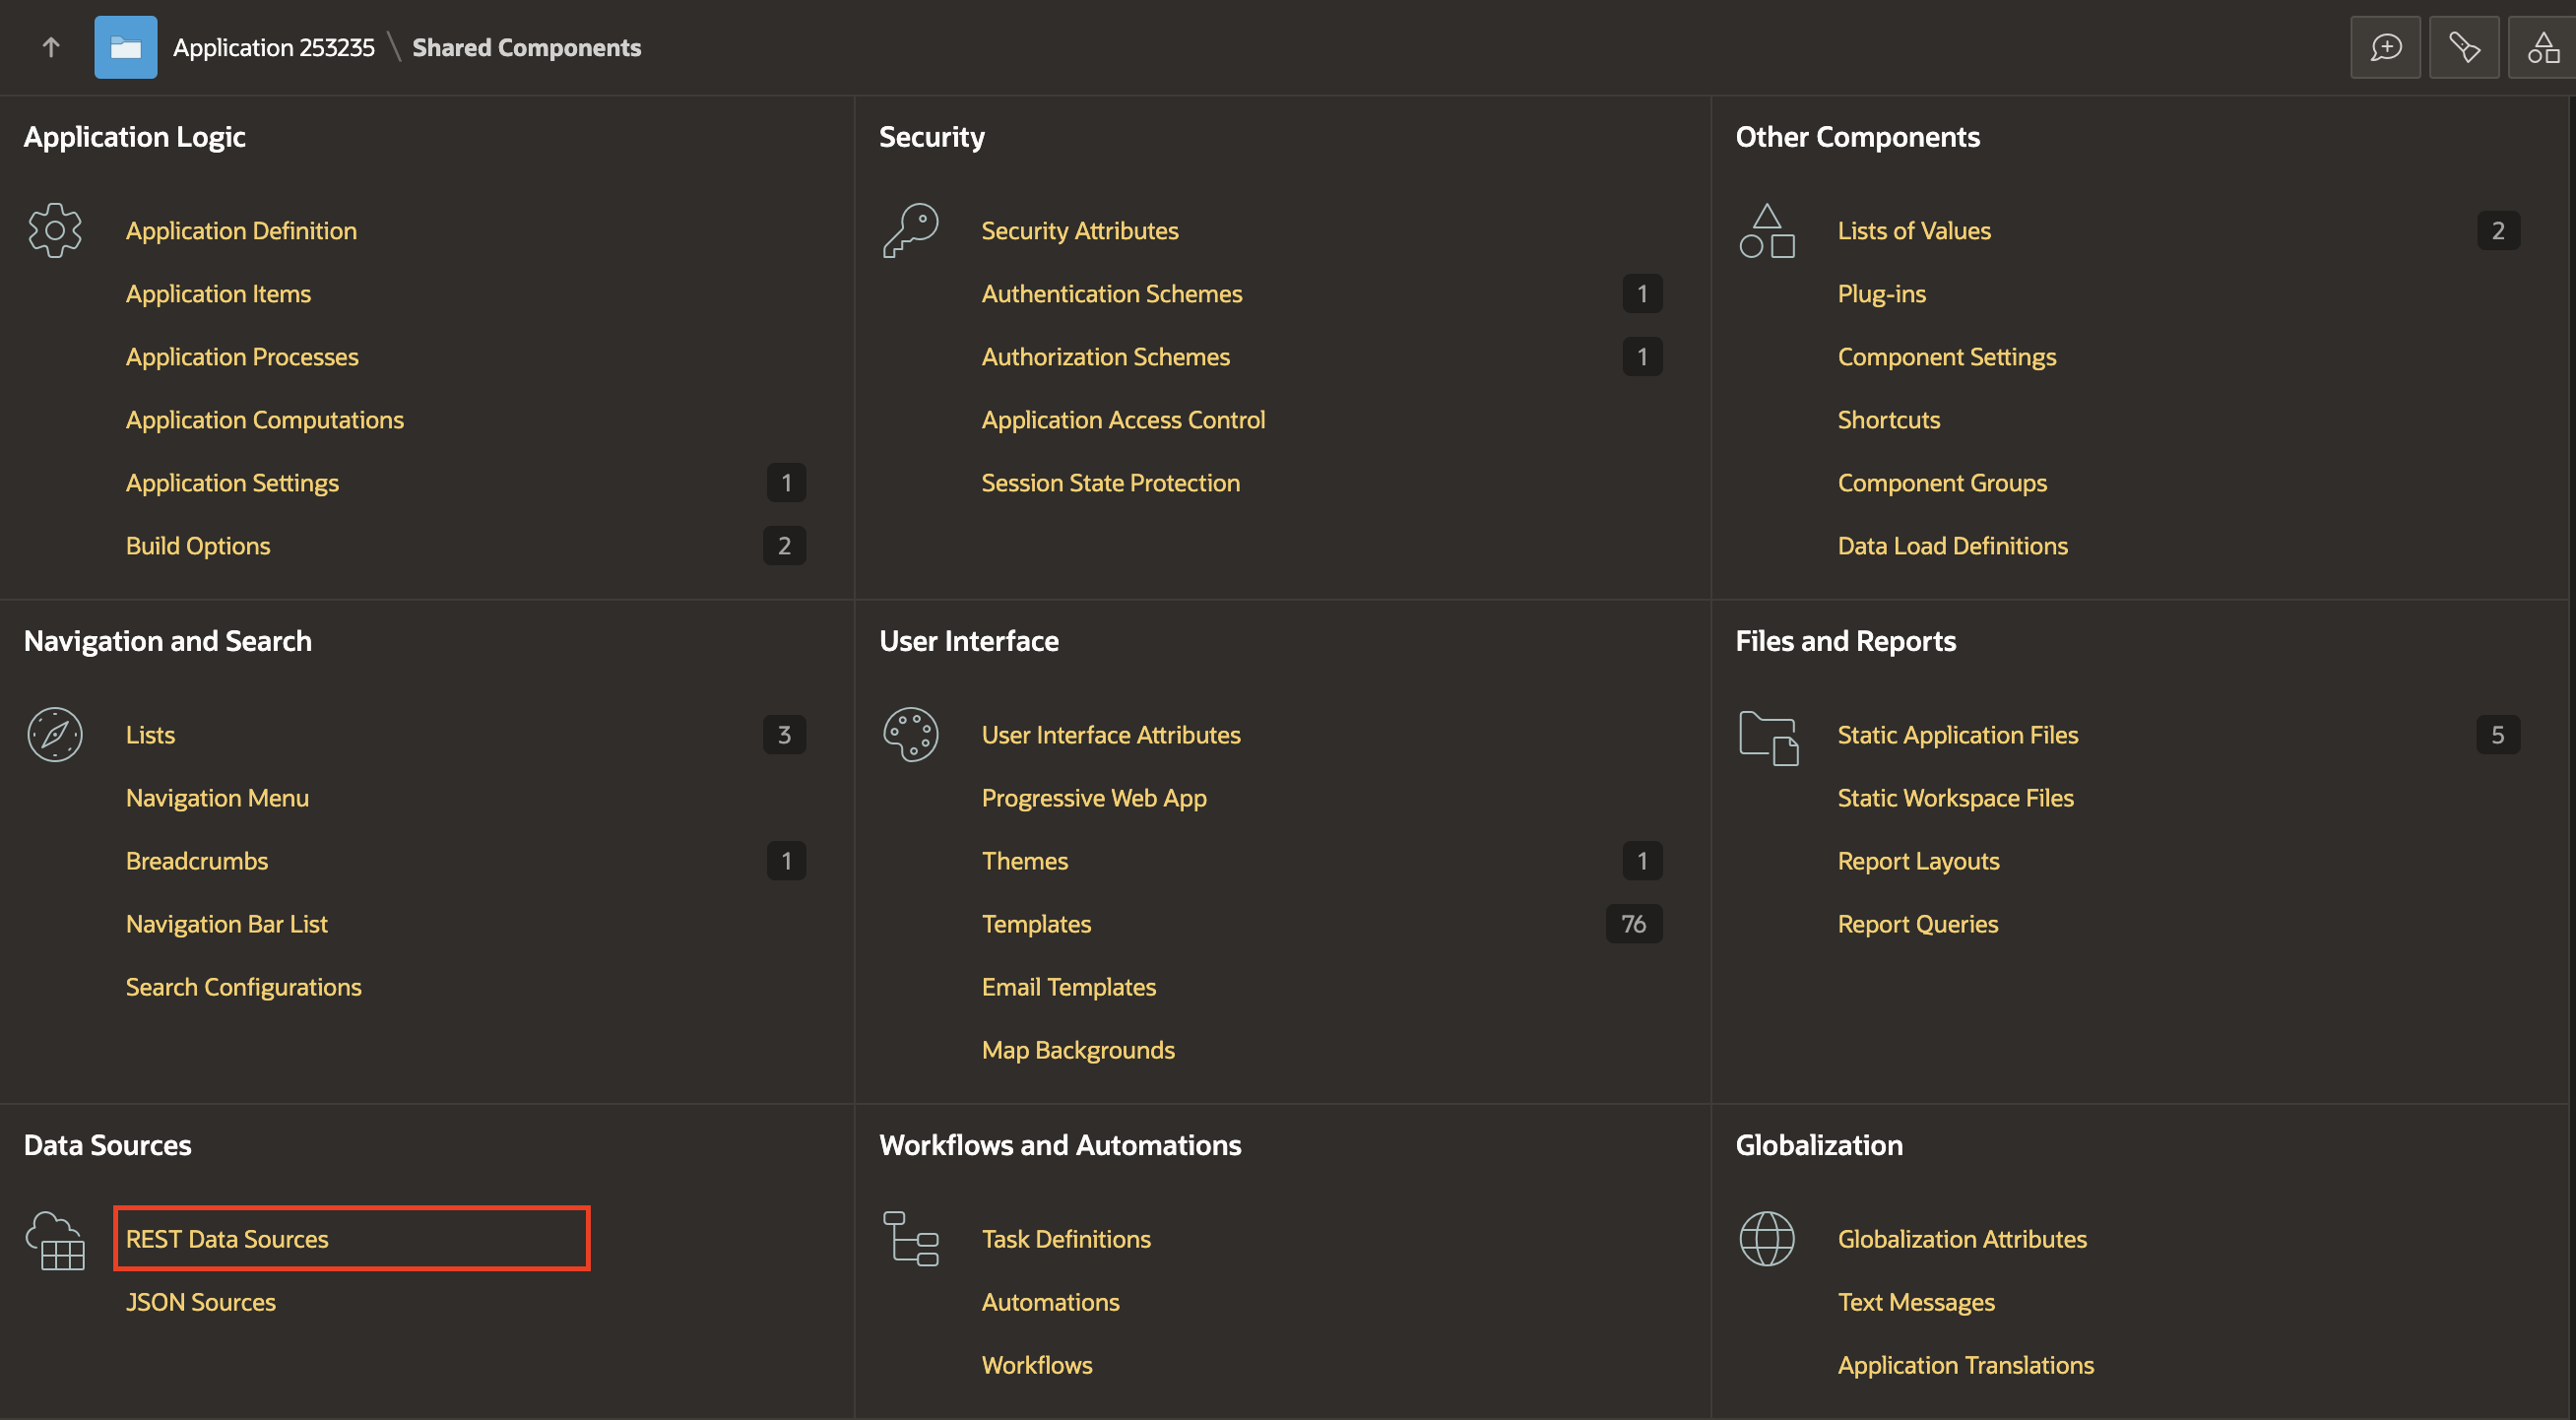 Application 253235 \ Shared Components
Application Logic
Application Definition
Application Items
Application Processes
Application Computations
Application Settings 1
Build Options 2
Security
Security Attributes
Authentication Schemes 1
Authorization Schemes 1
Application Access Control
Session State Protection
Other Components
Lists of Values 2
Plug-ins
Component Settings
Shortcuts
Component Groups
Data Load Definitions
Navigation and Search
Lists 3
Navigation Menu
Breadcrumbs 1
Navigation Bar List
Search Configurations
User Interface
User Interface Attributes
Progressive Web App
Themes 1
Templates 76
Email Templates
Map Backgrounds
Files and Reports
Static Application Files 5
Static Workspace Files
Report Layouts
Report Queries
Data Sources
REST Data Sources
JSON Sources
Workflows and Automations
Task Definitions
Automations
Workflows
Globalization
Globalization Attributes
Text Messages
Application Translations